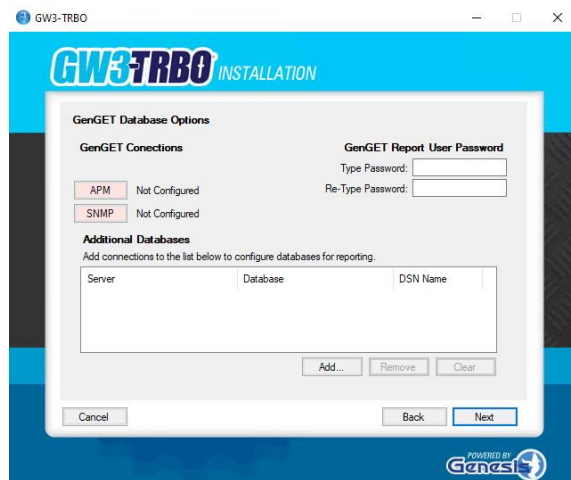 GW3-TRBO
GW3-TRBO INSTALLATION
GenGET Database Options
GenGET Conections
GenGET Report User Password
Type Password:
Re-Type Password:
APM Not Configured
SNMP Not Configured
Additional Databases
Add connections to the list below to configure databases for reporting.
Server Database DSN Name
Add... Remove Clear
Cancel Back Next
POWERED BY
Genesis